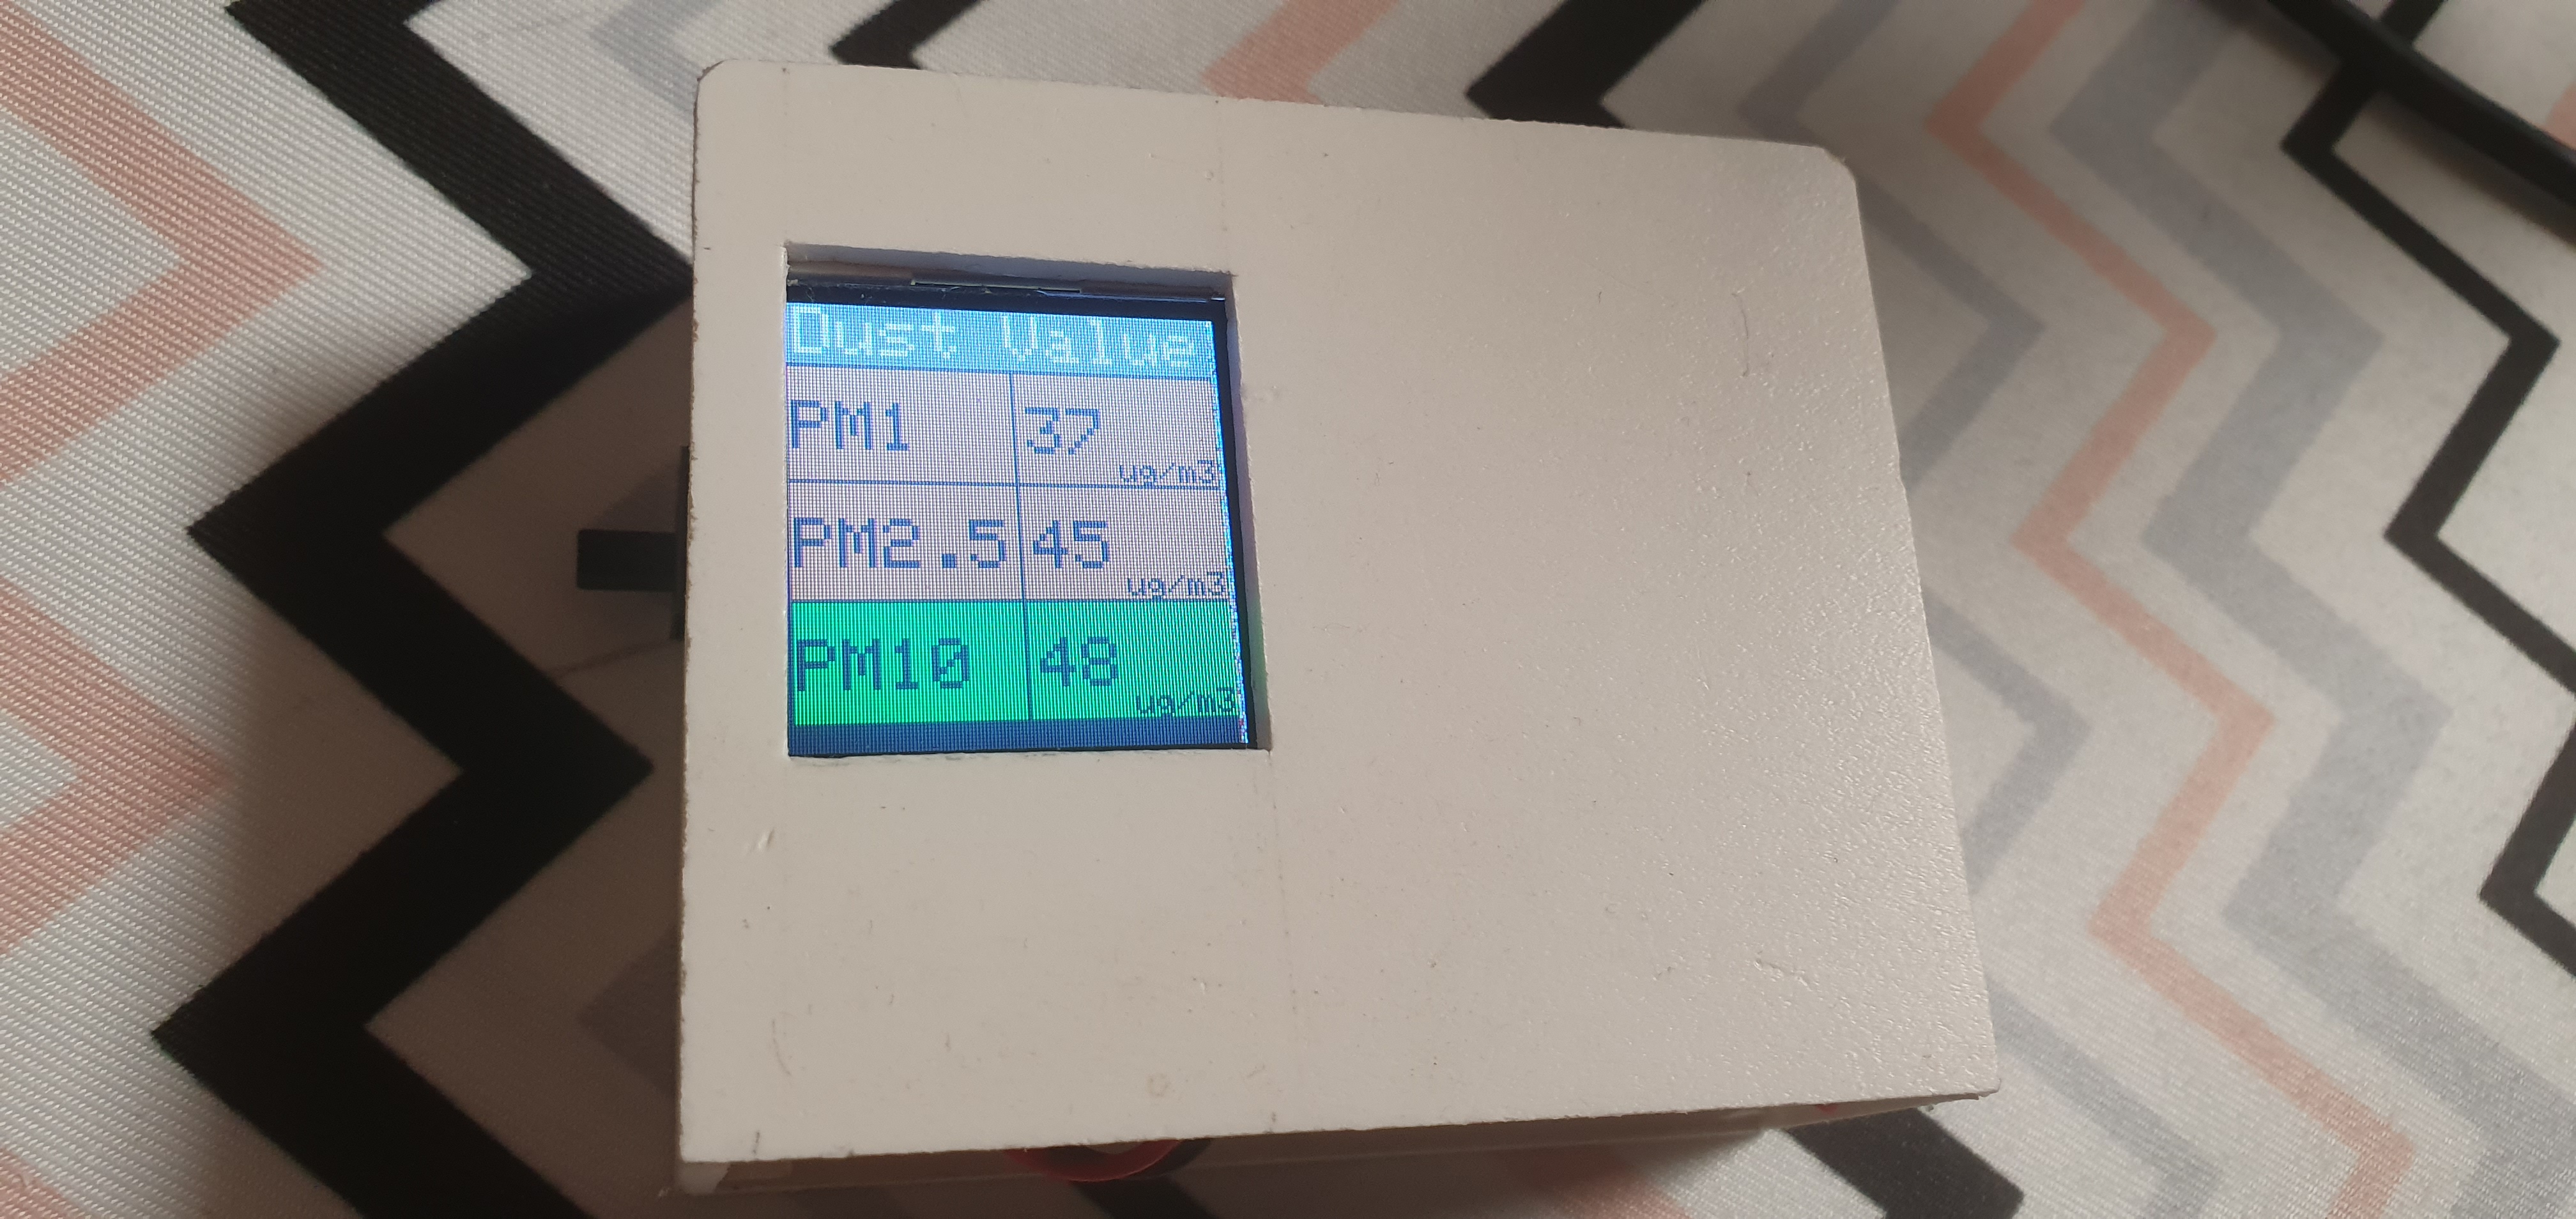 Dust Value
PM1 37 ug/m3
PM2.5 45 ug/m3
PM10 48 ug/m3